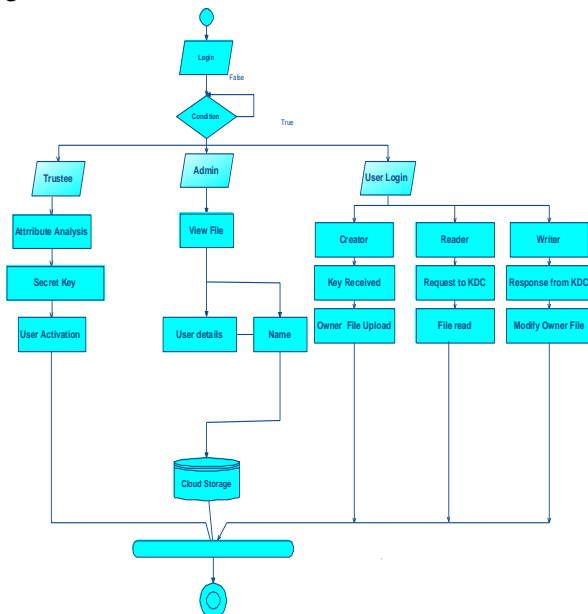 Login
False
Condition
True
Trustee
Admin
User Login
Attrribute Analysis
View File
Creator
Reader
Writer
Secret Key
Key Received
Request to KDC
Response from KDC
User Activation
User details
Name
Owner File Upload
File read
Modify Owner File
Cloud Storage